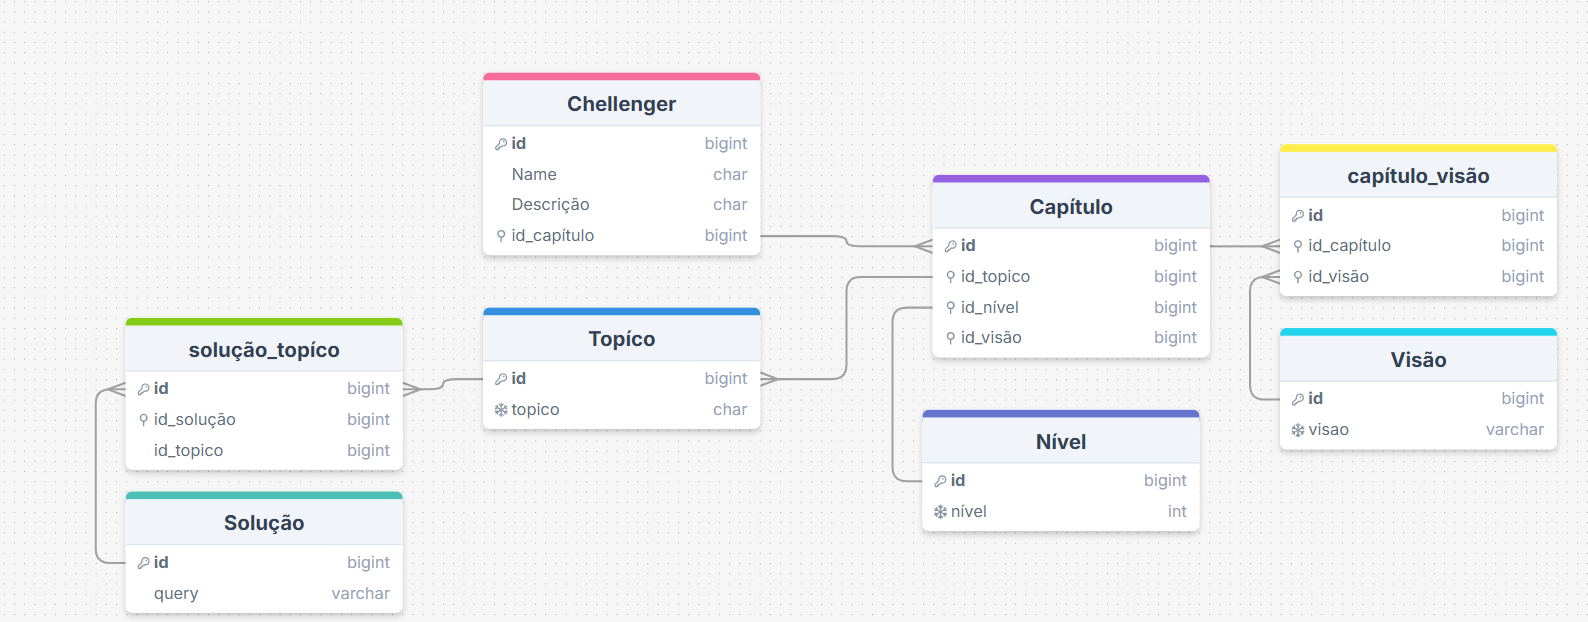 Chellenger
id bigint
Name char
Descrição char
id_capítulo bigint
Capítulo
id bigint
id_topico bigint
id_nível bigint
id_visão bigint
capítulo_visão
id bigint
id_capítulo bigint
id_visão bigint
solução_topíco
id bigint
id_solução bigint
id_topico bigint
Topíco
id bigint
topico char
Visão
id bigint
visao varchar
Nível
id bigint
nível int
Solução
id bigint
query varchar